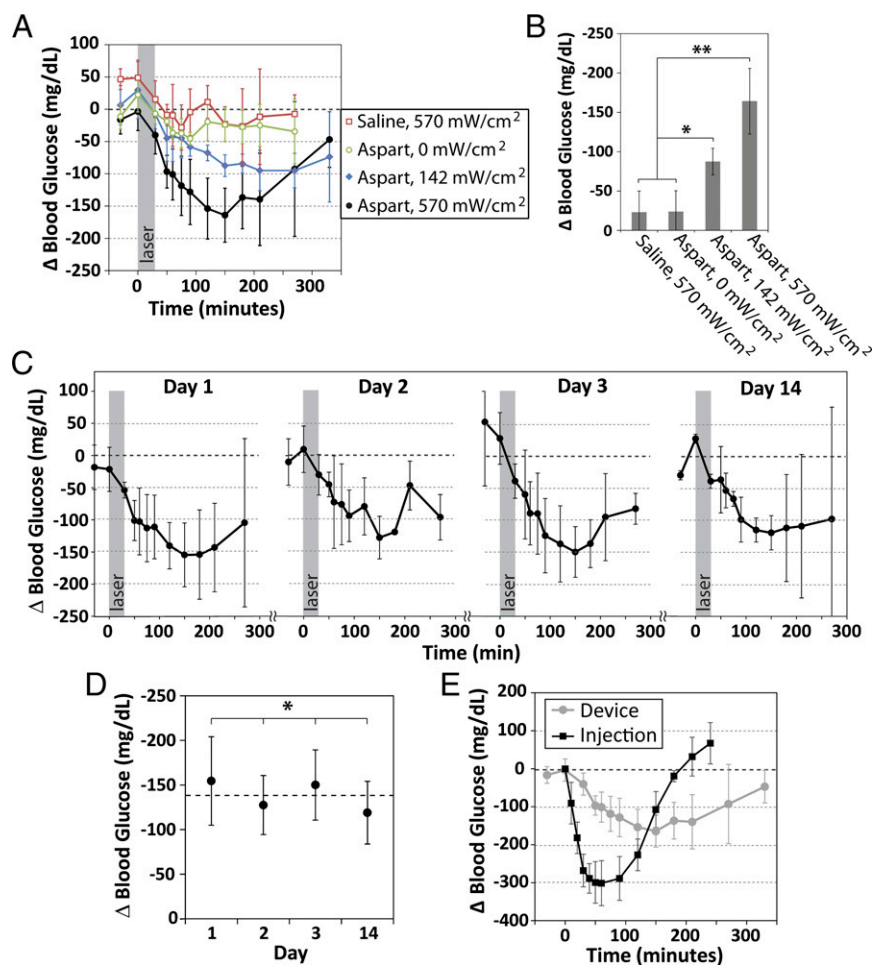 A
Δ Blood Glucose (mg/dL)
100
50
0
-50
-100
-150
-200
-250
laser
0
100
200
300
Time (minutes)
Saline, 570 mW/cm²
Aspart, 0 mW/cm²
Aspart, 142 mW/cm²
Aspart, 570 mW/cm²
B
Δ Blood Glucose (mg/dL)
-250
-200
-150
-100
-50
0
*
**
Saline, 570 mW/cm²
Aspart, 0 mW/cm²
Aspart, 142 mW/cm²
Aspart, 570 mW/cm²
C
Δ Blood Glucose (mg/dL)
100
50
0
-50
-100
-150
-200
-250
Day 1
Day 2
Day 3
Day 14
laser
laser
laser
laser
0 100 200 300
0 100 200 300
0 100 200 300
0 100 200 300
Time (min)
D
Δ Blood Glucose (mg/dL)
-250
-200
-150
-100
-50
0
*
1 2 3 14
Day
E
Δ Blood Glucose (mg/dL)
200
100
0
-100
-200
-300
-400
Device
Injection
0 100 200 300
Time (minutes)